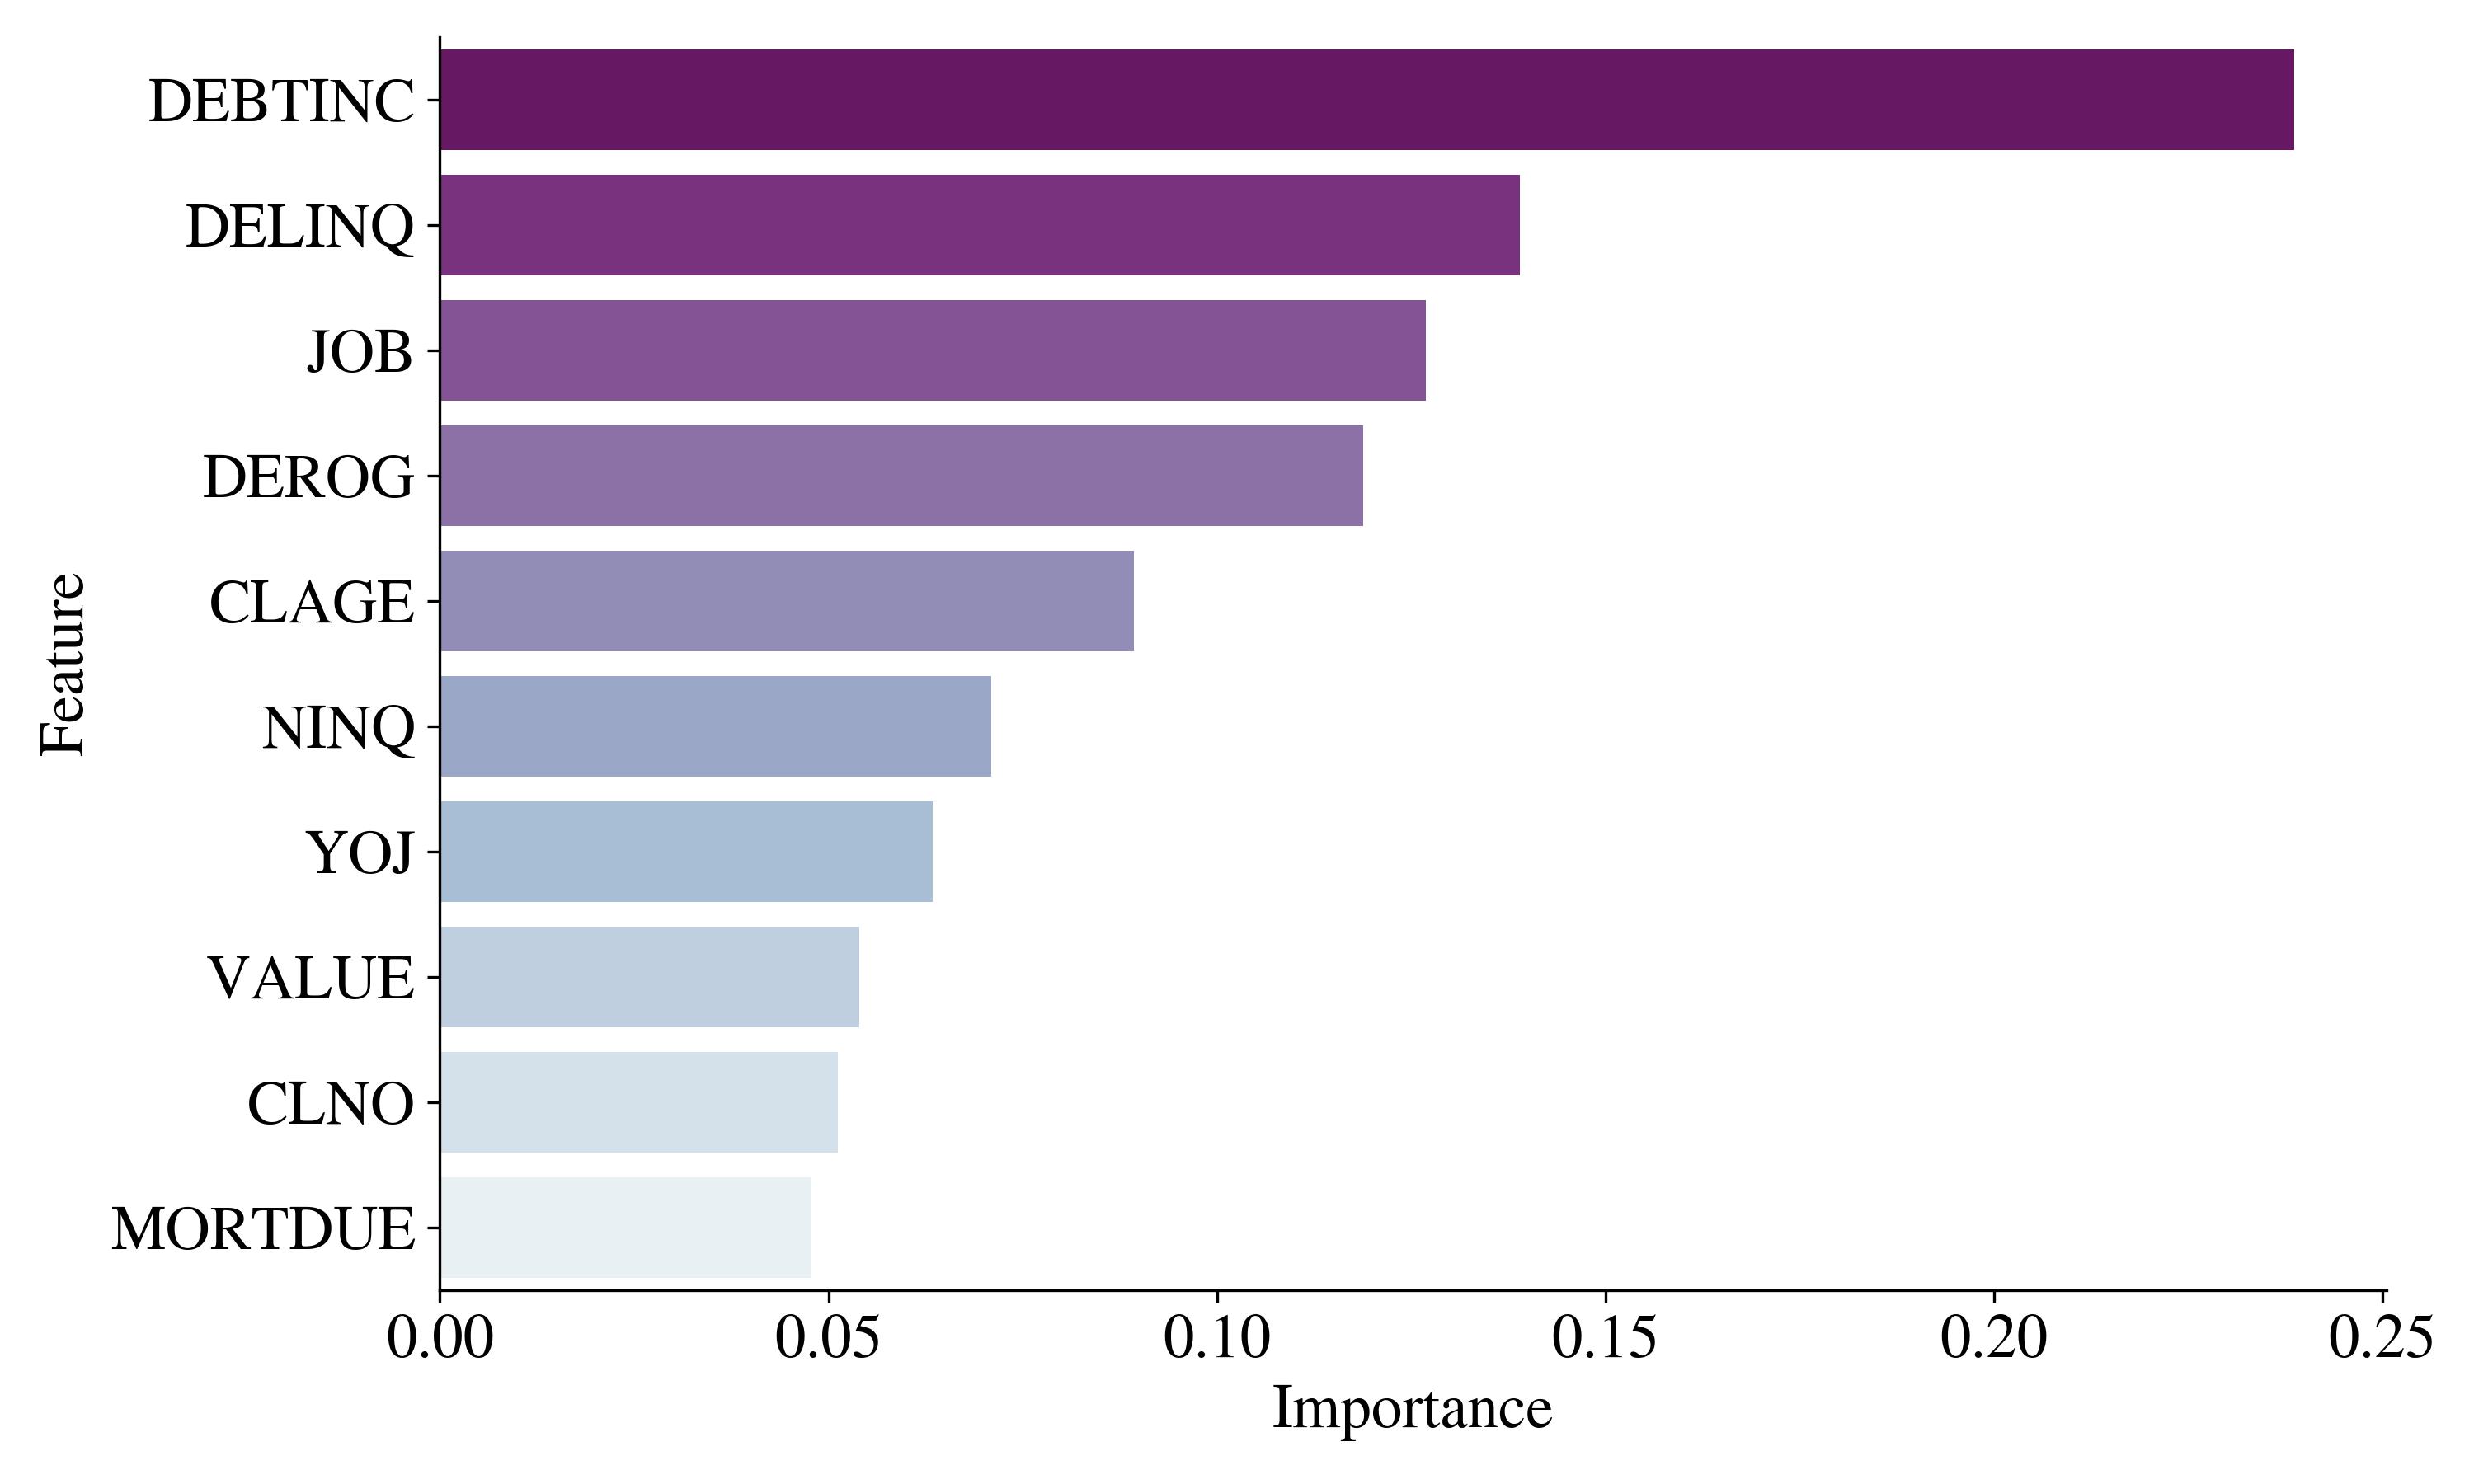 DEBTINC
DELINQ
JOB
DEROG
CLAGE
NINQ
YOJ
VALUE
CLNO
MORTDUE
Feature
0.00 0.05 0.10 0.15 0.20 0.25
Importance